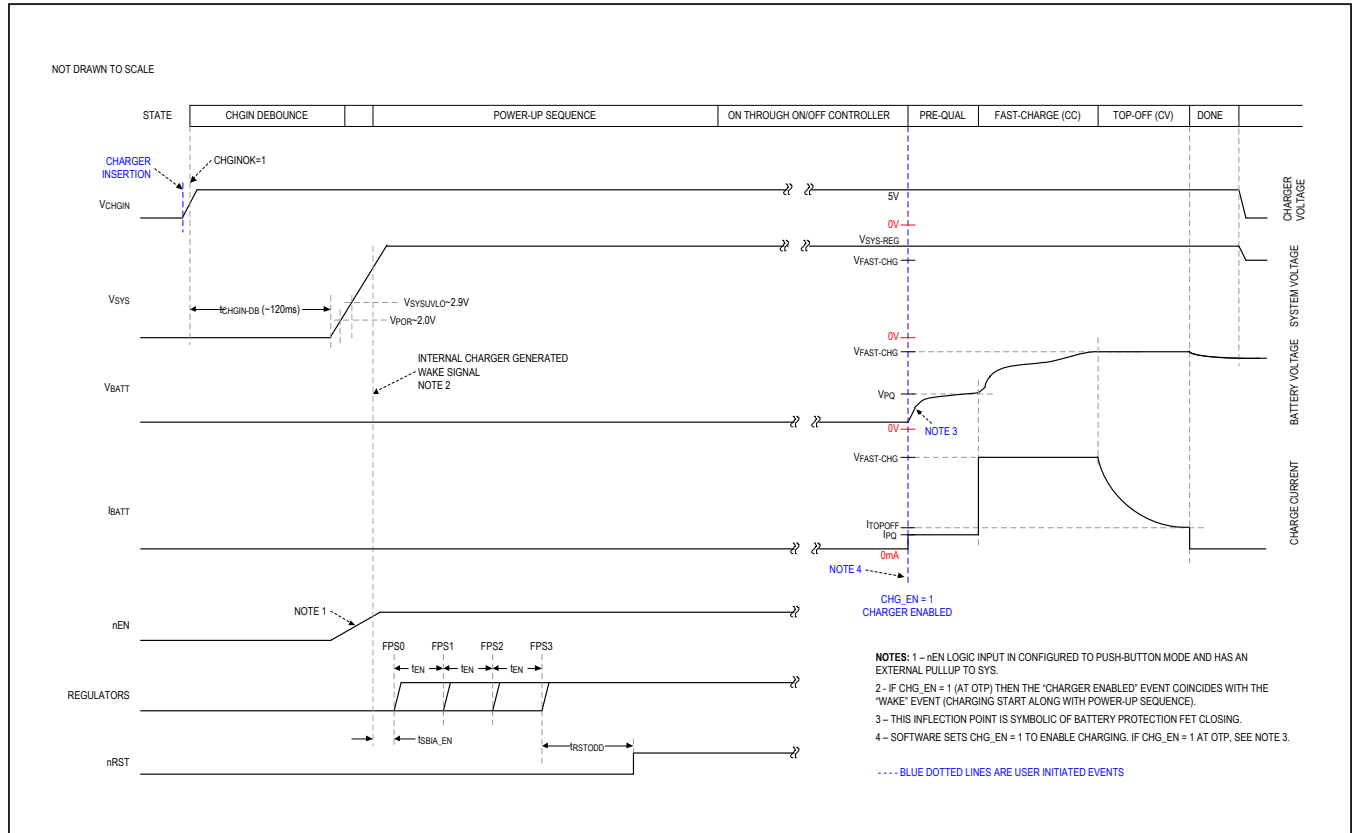 NOT DRAWN TO SCALE
STATE
CHGIN DEBOUNCE
POWER-UP SEQUENCE
ON THROUGH ON/OFF CONTROLLER
PRE-QUAL
FAST-CHARGE (CC)
TOP-OFF (CV)
DONE
CHARGER
INSERTION
CHGINOK=1
VCHGIN
5V
0V
CHARGER
VOLTAGE
VSYS-REG
VFAST-CHG
VSYS
tCHGIN-DB (~120ms)
VSYSUVLO~2.9V
VPOR~2.0V
0V
SYSTEM VOLTAGE
INTERNAL CHARGER GENERATED
WAKE SIGNAL
NOTE 2
VBATT
VFAST-CHG
VPQ
0V
NOTE 3
BATTERY VOLTAGE
VFAST-CHG
IBATT
ITOPOFF
IPQ
0mA
CHARGE CURRENT
NOTE 4
CHG_EN = 1
CHARGER ENABLED
NOTE 1
nEN
FPS0
FPS1
FPS2
FPS3
tEN
tEN
tEN
REGULATORS
tSBIA_EN
tRSTODD
nRST
NOTES: 1 – nEN LOGIC INPUT IN CONFIGURED TO PUSH-BUTTON MODE AND HAS AN
EXTERNAL PULLUP TO SYS.
2 - IF CHG_EN = 1 (AT OTP) THEN THE “CHARGER ENABLED” EVENT COINCIDES WITH THE
“WAKE” EVENT (CHARGING START ALONG WITH POWER-UP SEQUENCE).
3 – THIS INFLECTION POINT IS SYMBOLIC OF BATTERY PROTECTION FET CLOSING.
4 – SOFTWARE SETS CHG_EN = 1 TO ENABLE CHARGING. IF CHG_EN = 1 AT OTP, SEE NOTE 3.
- - - - BLUE DOTTED LINES ARE USER INITIATED EVENTS